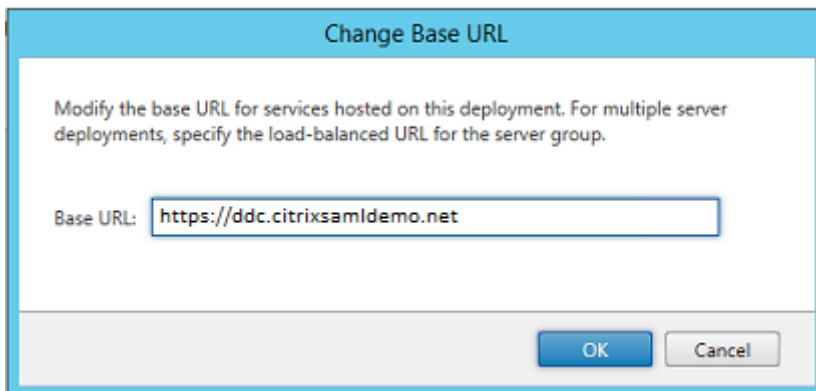 Change Base URL
Modify the base URL for services hosted on this deployment. For multiple server
deployments, specify the load-balanced URL for the server group.
Base URL: https://ddc.citrixsamldemo.net
OK Cancel